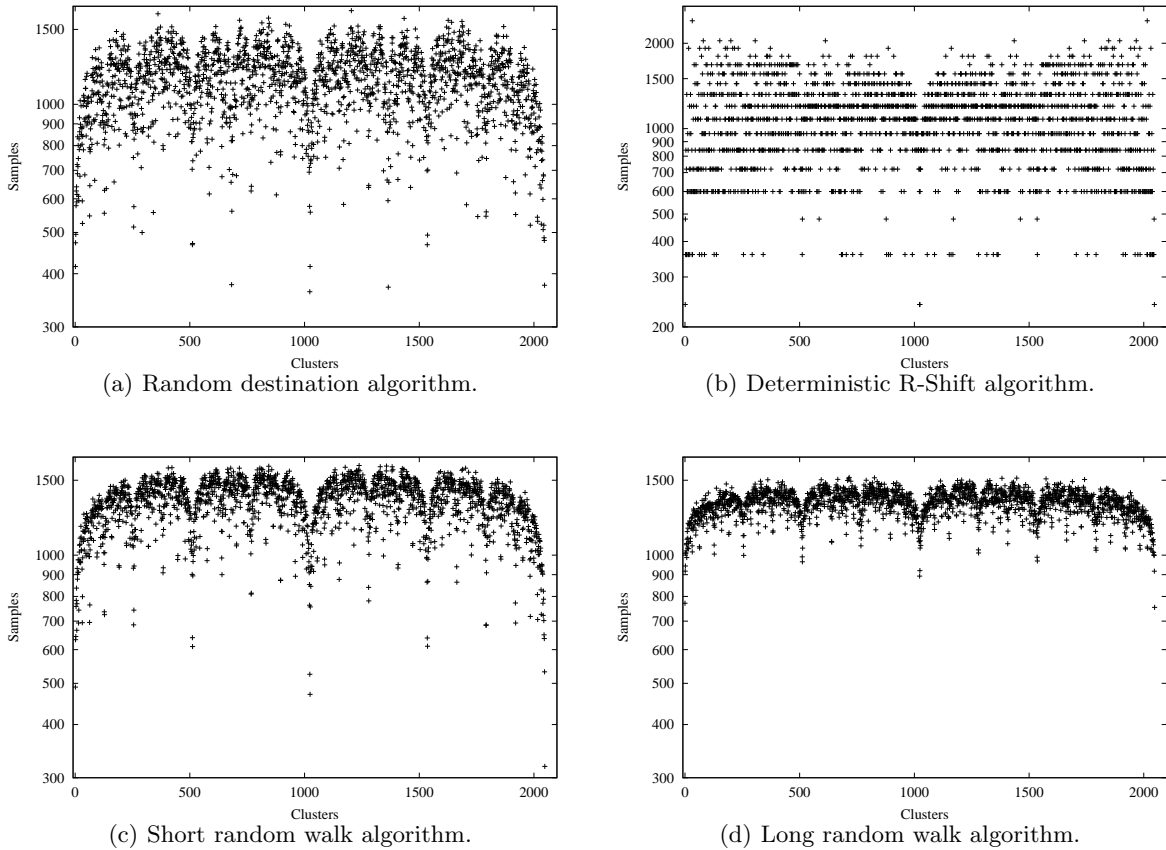 1500
1000
900
800
700
600
500
400
300
Samples
0 500 1000 1500 2000
Clusters
(a) Random destination algorithm.
2000
1500
1000
900
800
700
600
500
400
300
200
Samples
0 500 1000 1500 2000
Clusters
(b) Deterministic R-Shift algorithm.
1500
1000
900
800
700
600
500
400
300
Samples
0 500 1000 1500 2000
Clusters
(c) Short random walk algorithm.
1500
1000
900
800
700
600
500
400
300
Samples
0 500 1000 1500 2000
Clusters
(d) Long random walk algorithm.